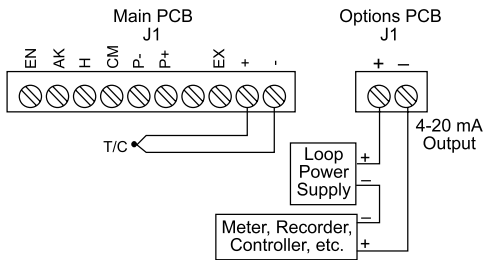 Main PCB
J1
EN AK H CM P- P+ EX + -
T/C
Options PCB
J1
+ –
4-20 mA
Output
Loop
Power
Supply
+
–
Meter, Recorder,
Controller, etc.
–
+